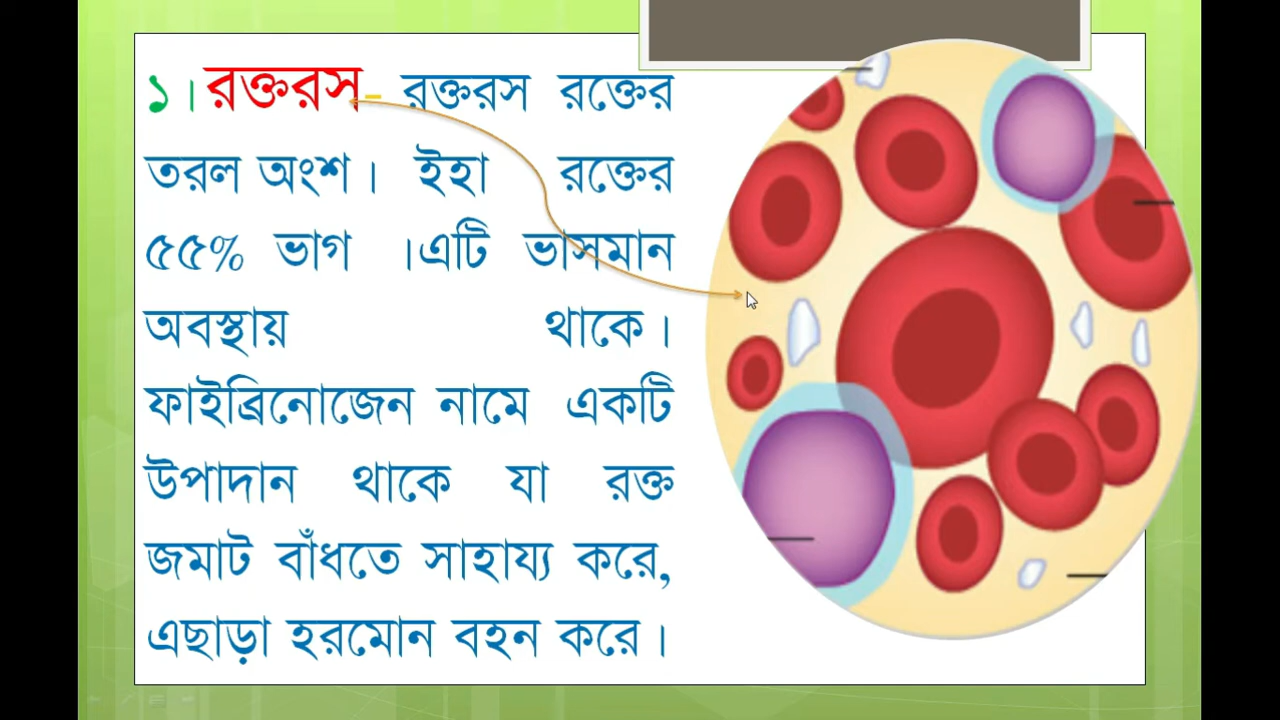 ১। রক্তরস- রক্তরস রক্তের
তরল অংশ। ইহা রক্তের
৫৫% ভাগ ।এটি ভাসমান
অবস্থায় থাকে।
ফাইব্রিনোজেন নামে একটি
উপাদান থাকে যা রক্ত
জমাট বাঁধতে সাহায্য করে,
এছাড়া হরমোন বহন করে।